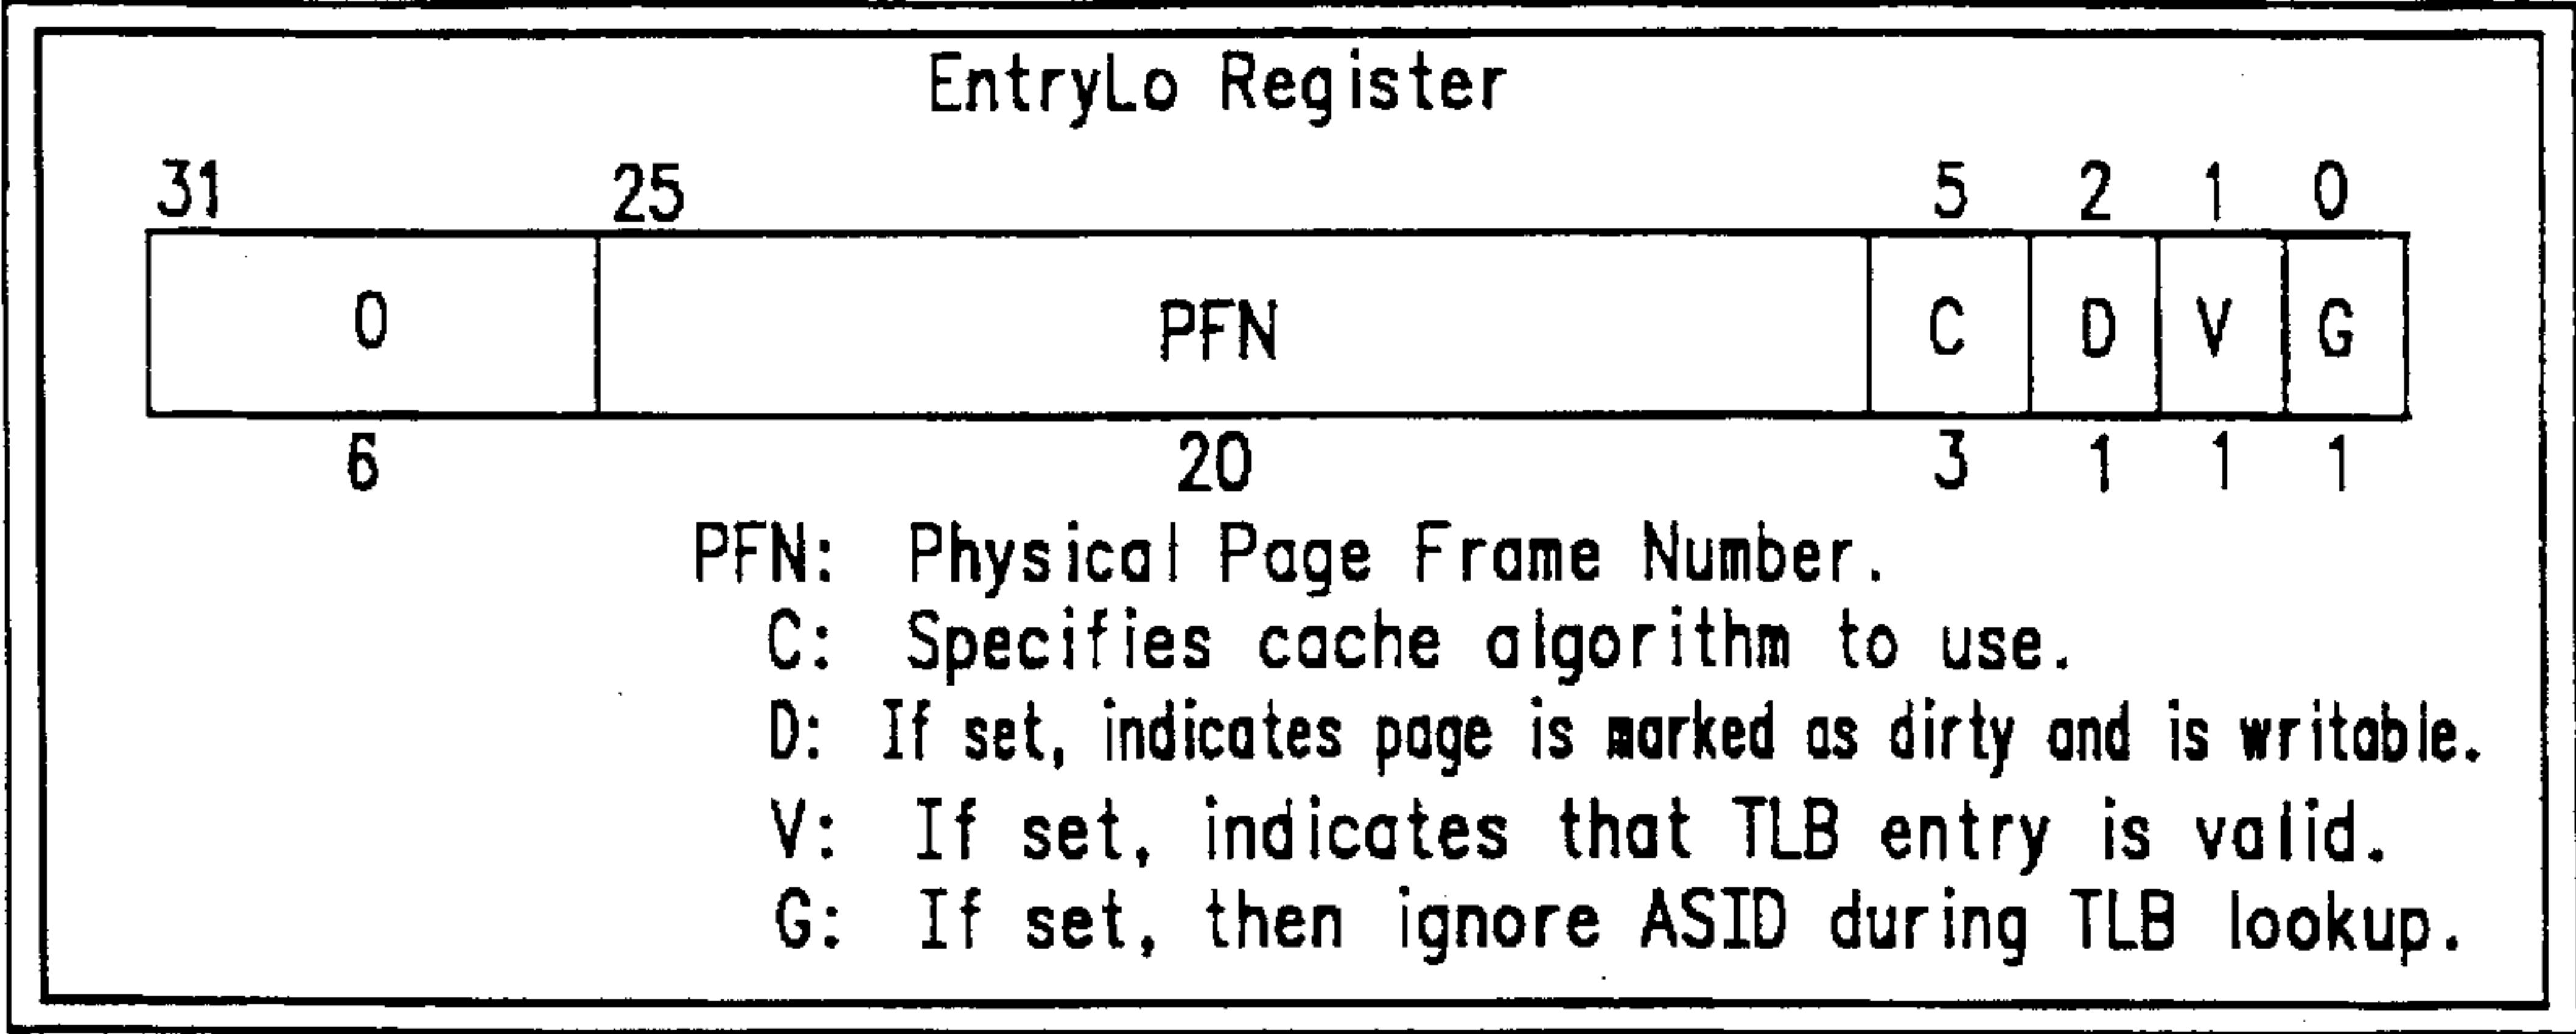 EntryLo Register
31 25 5 2 1 0
0 PFN C D V G
6 20 3 1 1 1
PFN: Physical Page Frame Number.
C: Specifies cache algorithm to use.
D: If set, indicates page is marked as dirty and is writable.
V: If set, indicates that TLB entry is valid.
G: If set, then ignore ASID during TLB lookup.